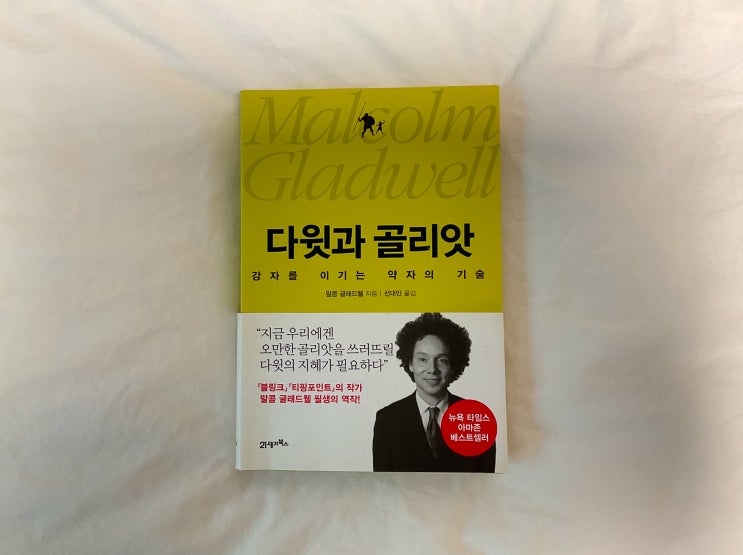 Malcolm
Gladwell
다윗과 골리앗
강자를 이기는 약자의 기술
말콤 글래드웰 지음 | 선대인 옮김
“지금 우리에겐
오만한 골리앗을 쓰러뜨릴
다윗의 지혜가 필요하다”
『블링크』, 『티핑포인트』의 작가
말콤 글래드웰 필생의 역작!
뉴욕 타임스
아마존
베스트셀러
21세기북스